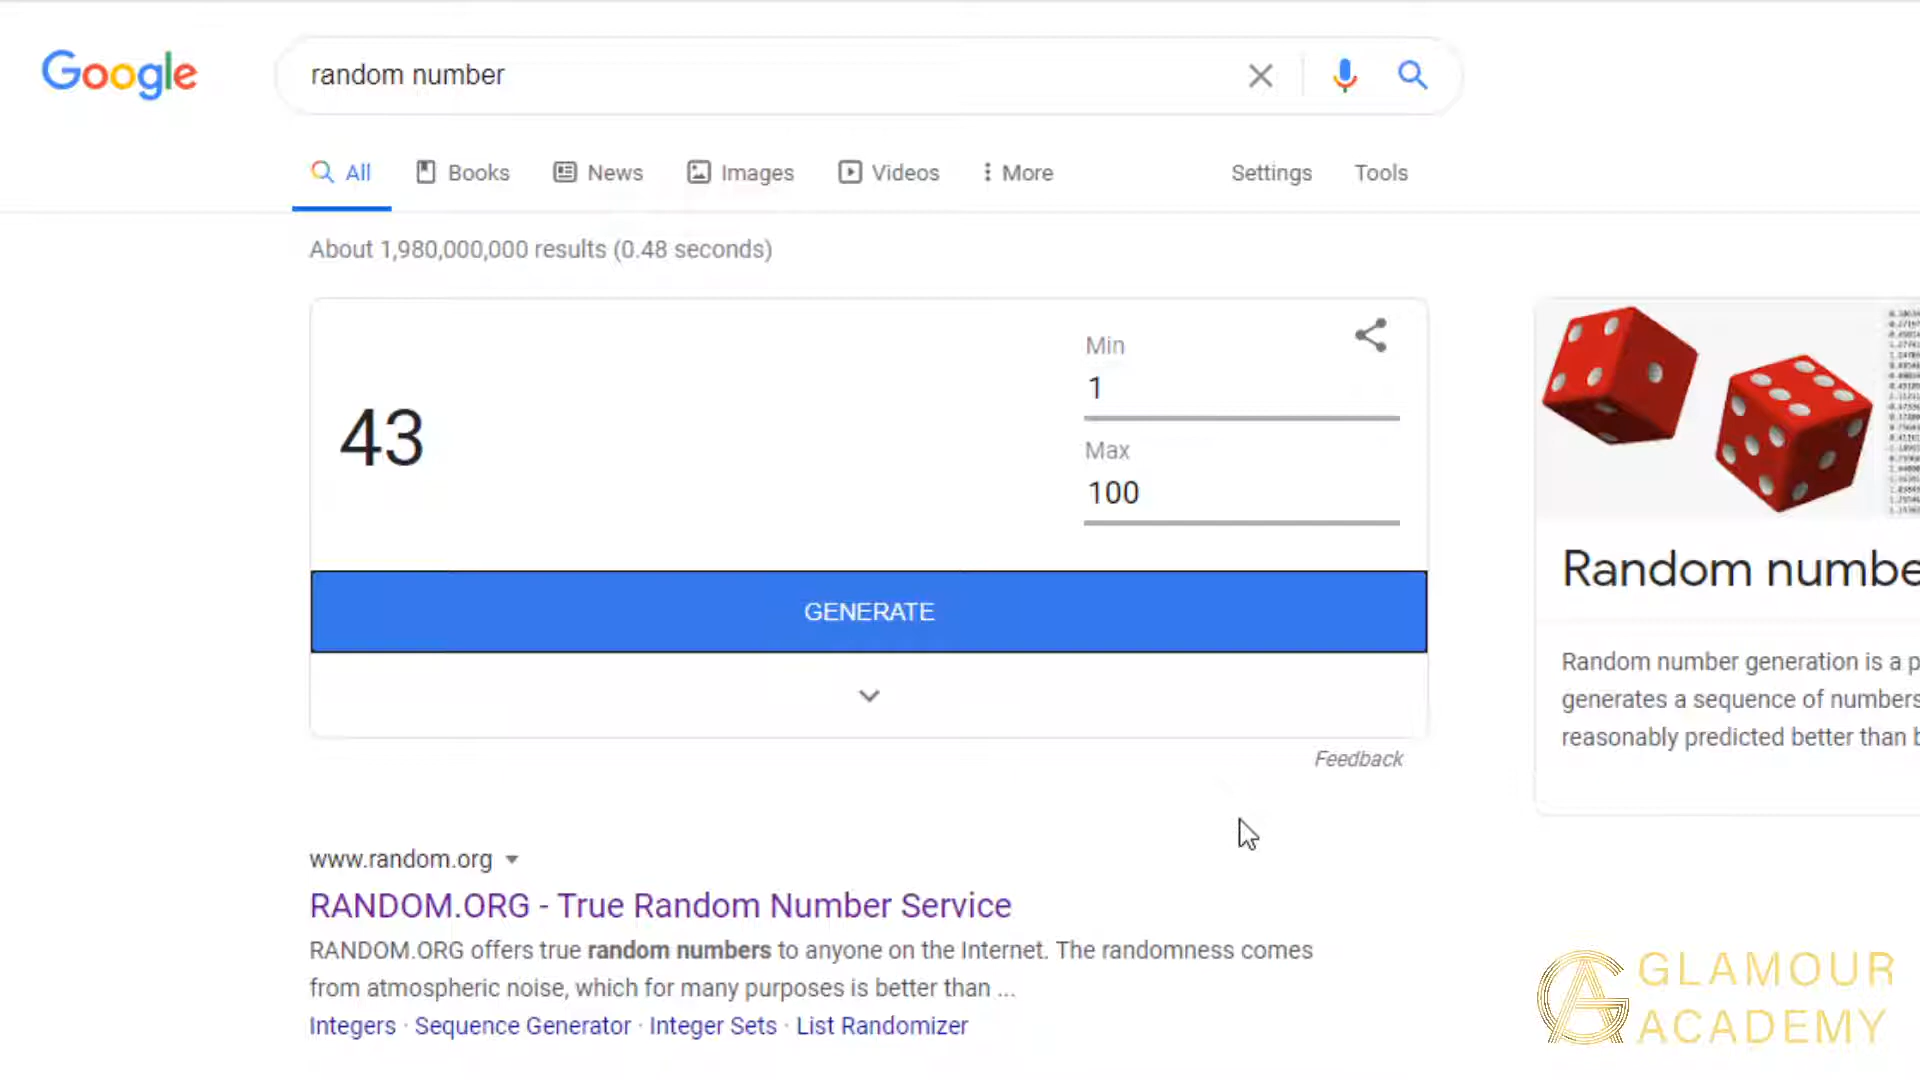 Google
random number
All
Books
News
Images
Videos
More
Settings
Tools
About 1,980,000,000 results (0.48 seconds)
43
Min
1
Max
100
GENERATE
Feedback
Random numbe
Random number generation is a p
generates a sequence of numbers
reasonably predicted better than b
www.random.org
RANDOM.ORG - True Random Number Service
RANDOM.ORG offers true random numbers to anyone on the Internet. The randomness comes
from atmospheric noise, which for many purposes is better than ...
Integers · Sequence Generator · Integer Sets · List Randomizer
GLAMOUR
ACADEMY